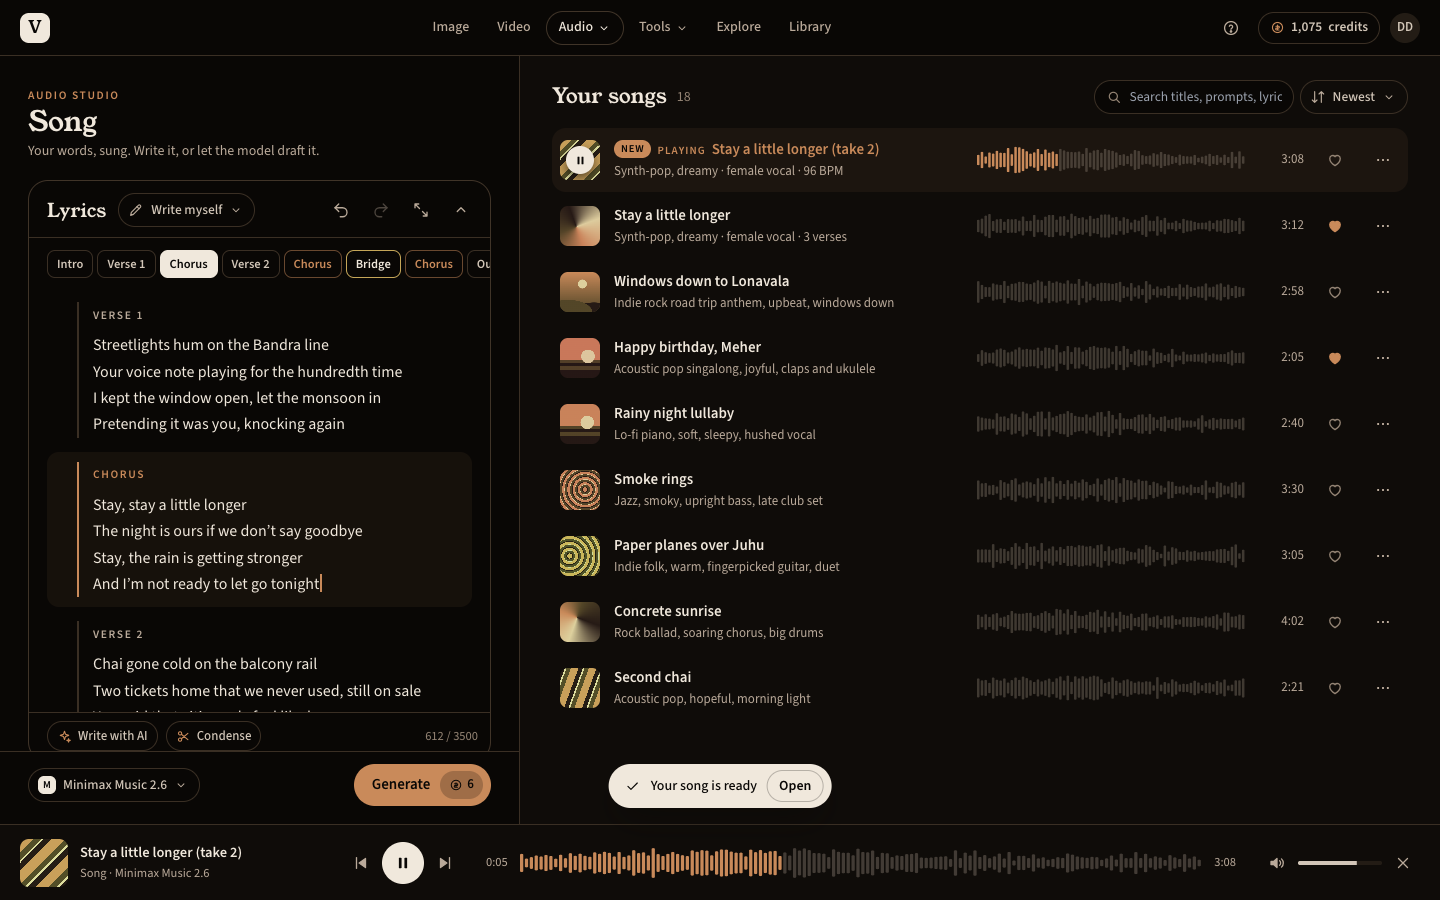 V
Image
Video
Audio
Tools
Explore
Library
1,075 credits
DD
AUDIO STUDIO
Song
Your words, sung. Write it, or let the model draft it.
Lyrics
Write myself
Intro
Verse 1
Chorus
Verse 2
Chorus
Bridge
Chorus
Ou
VERSE 1
Streetlights hum on the Bandra line
Your voice note playing for the hundredth time
I kept the window open, let the monsoon in
Pretending it was you, knocking again
CHORUS
Stay, stay a little longer
The night is ours if we don’t say goodbye
Stay, the rain is getting stronger
And I’m not ready to let go tonight
VERSE 2
Chai gone cold on the balcony rail
Two tickets home that we never used, still on sale
Write with AI
Condense
612 / 3500
M
Minimax Music 2.6
Generate
6
Your songs 18
Search titles, prompts, lyric
Newest
NEW PLAYING Stay a little longer (take 2)
Synth-pop, dreamy · female vocal · 96 BPM
3:08
Stay a little longer
Synth-pop, dreamy · female vocal · 3 verses
3:12
Windows down to Lonavala
Indie rock road trip anthem, upbeat, windows down
2:58
Happy birthday, Meher
Acoustic pop singalong, joyful, claps and ukulele
2:05
Rainy night lullaby
Lo-fi piano, soft, sleepy, hushed vocal
2:40
Smoke rings
Jazz, smoky, upright bass, late club set
3:30
Paper planes over Juhu
Indie folk, warm, fingerpicked guitar, duet
3:05
Concrete sunrise
Rock ballad, soaring chorus, big drums
4:02
Second chai
Acoustic pop, hopeful, morning light
2:21
Your song is ready
Open
Stay a little longer (take 2)
Song · Minimax Music 2.6
0:05
3:08